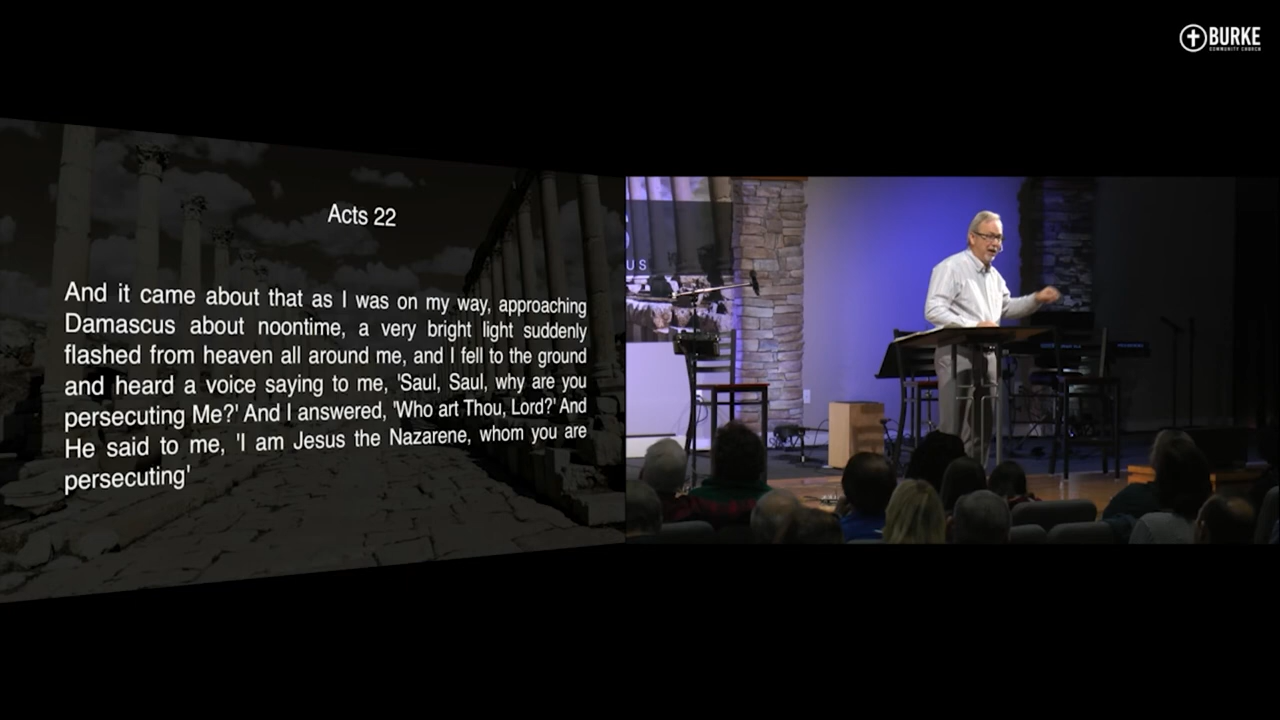 BURKE
COMMUNITY CHURCH
Acts 22
And it came about that as I was on my way, approaching
Damascus about noontime, a very bright light suddenly
flashed from heaven all around me, and I fell to the ground
and heard a voice saying to me, 'Saul, Saul, why are you
persecuting Me?' And I answered, 'Who art Thou, Lord?' And
He said to me, 'I am Jesus the Nazarene, whom you are
persecuting'
US